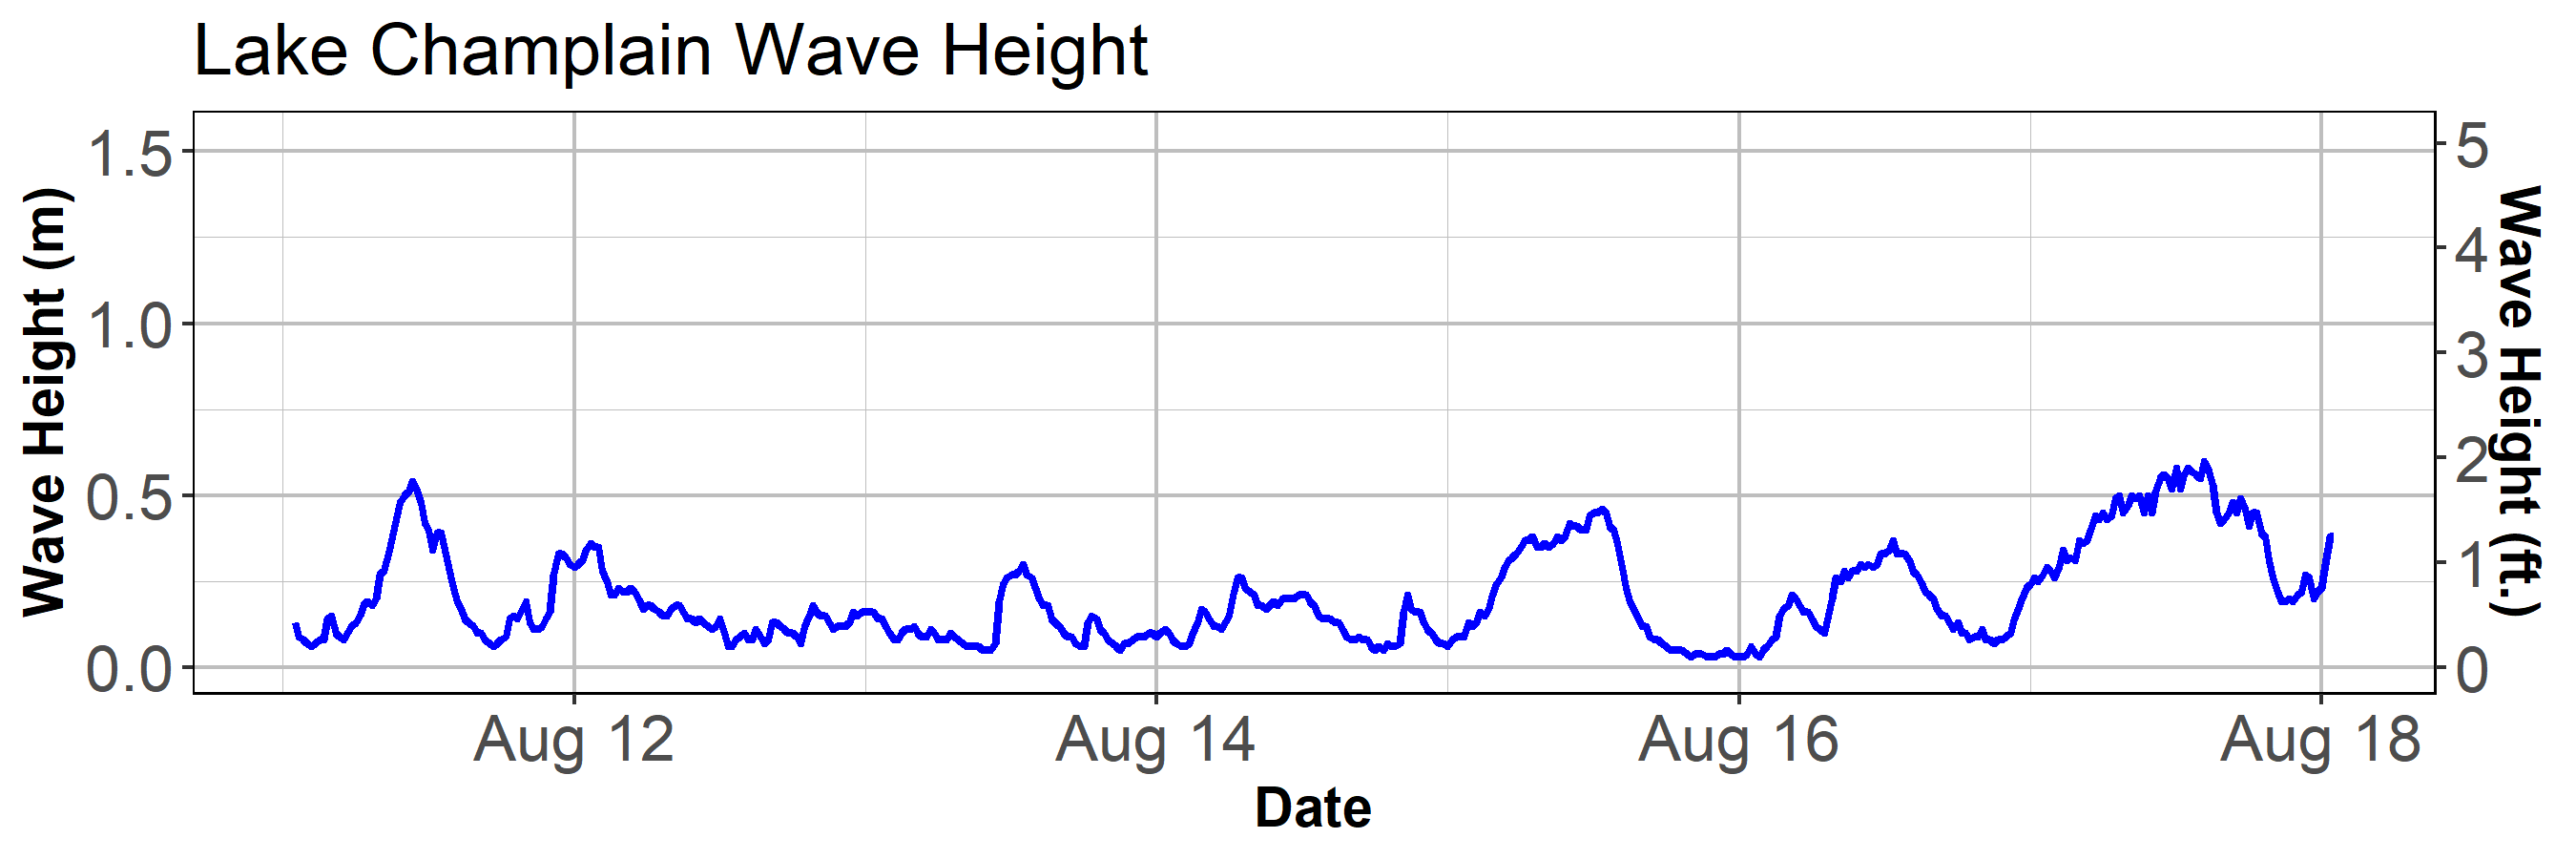 Lake Champlain Wave Height
Wave Height (m)
1.5
1.0
0.5
0.0
5
4
3
2
1
0
Wave Height (ft.)
Aug 12 Aug 14 Aug 16 Aug 18
Date